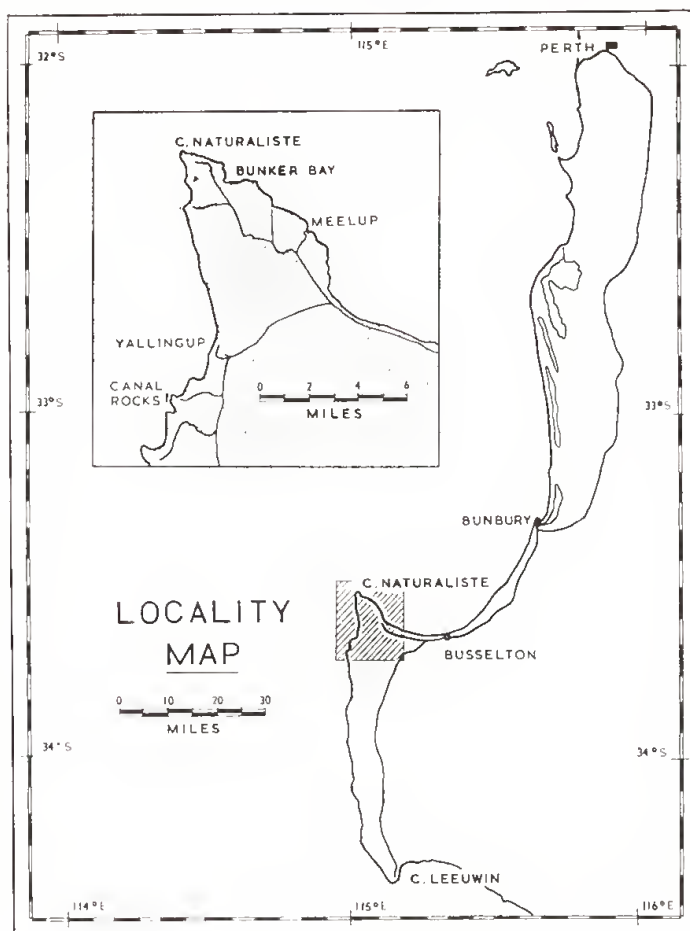 115°E
PERTH
32°S
C. NATURALISTE
BUNKER BAY
MEELUP
YALLINGUP
CANAL
ROCKS
0 2 4 6
MILES
33°S
33°S
BUNBURY
C. NATURALISTE
LOCALITY
MAP
BUSSELTON
0 10 20 30
MILES
34°S
34°S
C. LEEUWIN
114°E
115°E
116°E